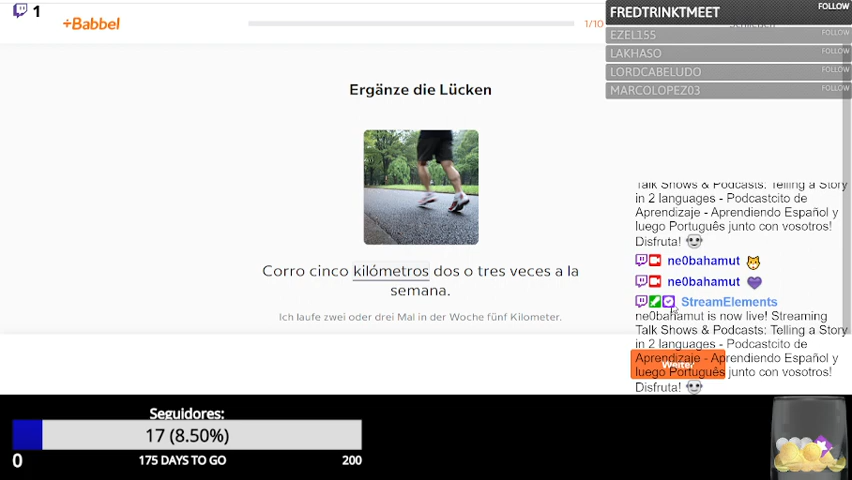 1
+Babbel
1/10
FREDTRINKTMEET FOLLOW
EZEL155 FOLLOW
LAKHASO FOLLOW
LORDCABELUDO FOLLOW
MARCOLOPEZ03 FOLLOW
Ergänze die Lücken
Corro cinco kilómetros dos o tres veces a la
semana.
Ich laufe zwei oder drei Mal in der Woche fünf Kilometer.
Talk Shows & Podcasts: Telling a Story
in 2 languages - Podcastcito de
Aprendizaje - Aprendiendo Español y
luego Português junto con vosotros!
Disfruta!
ne0bahamut
ne0bahamut
StreamElements
ne0bahamut is now live! Streaming
Talk Shows & Podcasts: Telling a Story
in 2 languages - Podcastcito de
Aprendizaje - Aprendiendo Español y
luego Português junto con vosotros!
Disfruta!
Weiter
Seguidores:
17 (8.50%)
0 175 DAYS TO GO 200